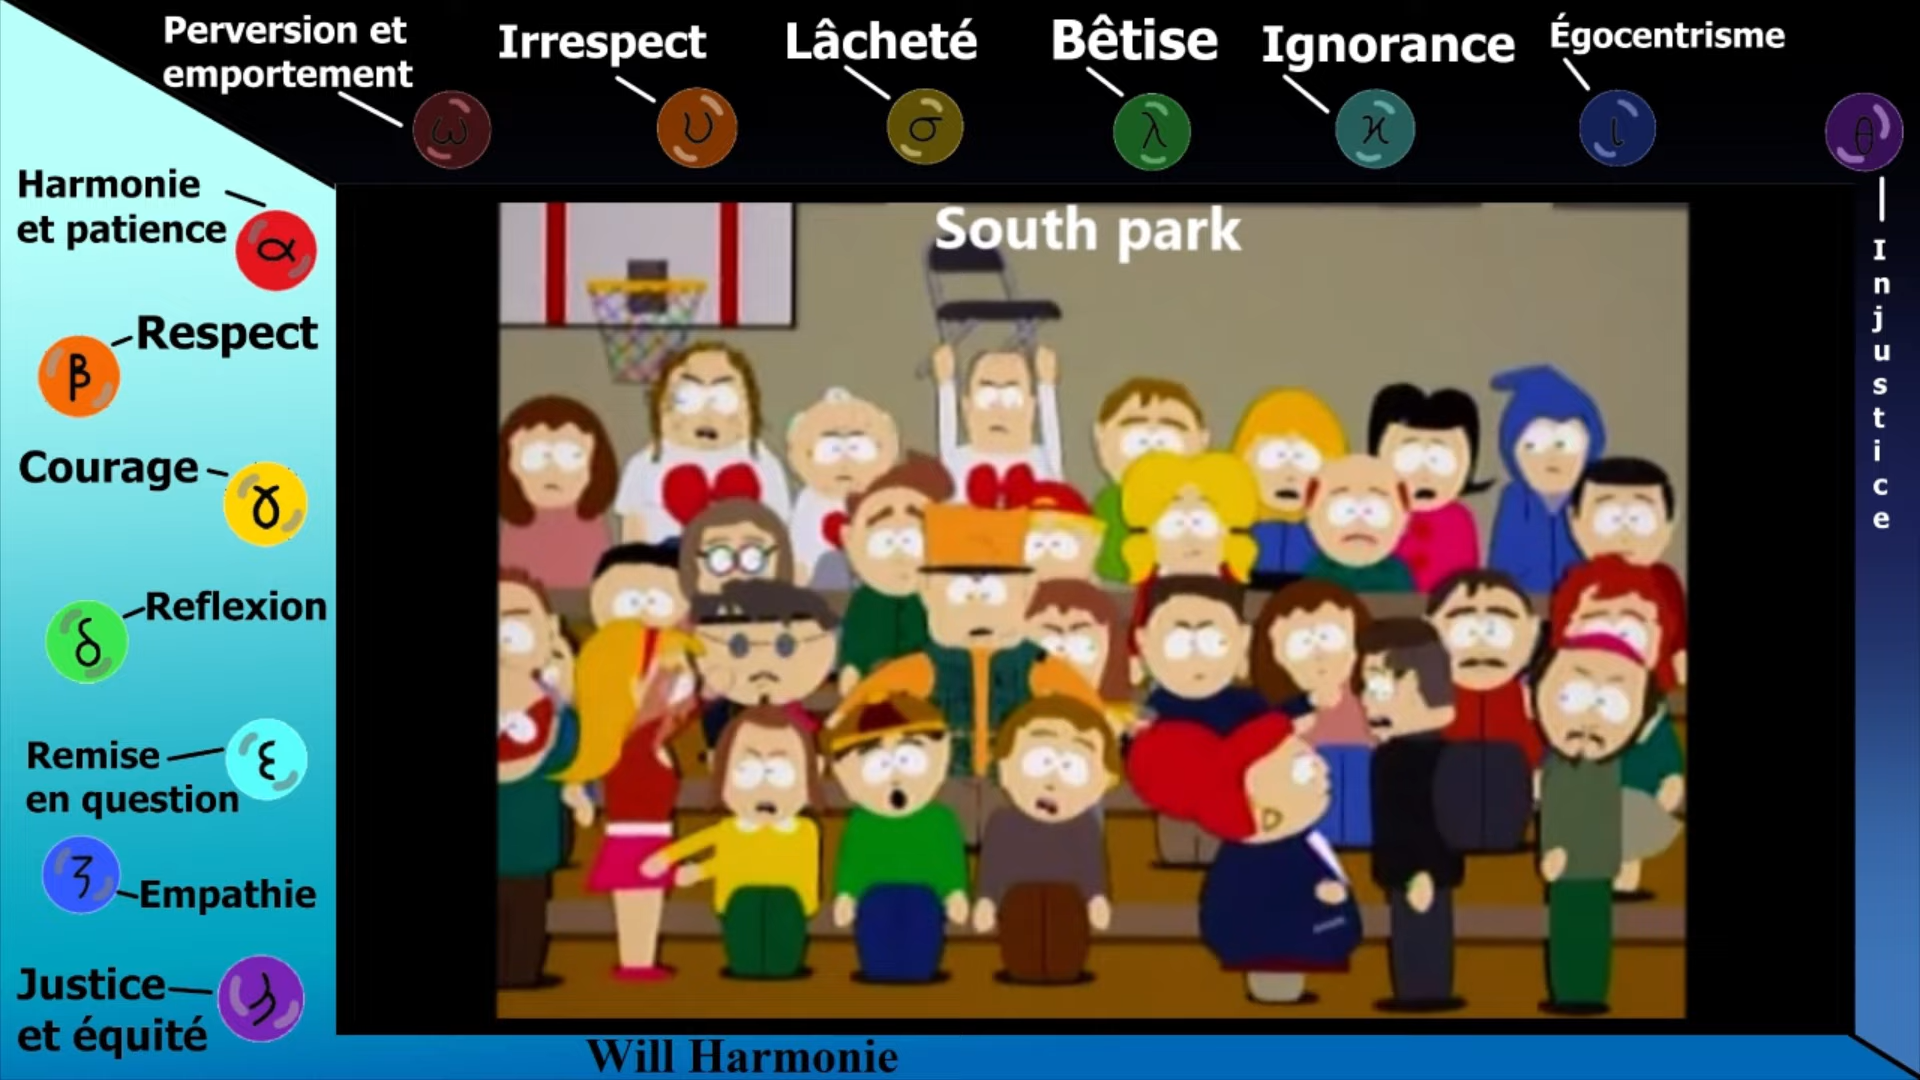 Perversion et
emportement
Irrespect
Lâcheté
Bêtise
Ignorance
Égocentrisme
ω
υ
σ
λ
ϰ
ι
θ
Injustice
Harmonie
et patience
α
Respect
β
Courage
ɣ
Reflexion
δ
Remise
en question
ε
Empathie
ζ
Justice
et équité
South park
Will Harmonie